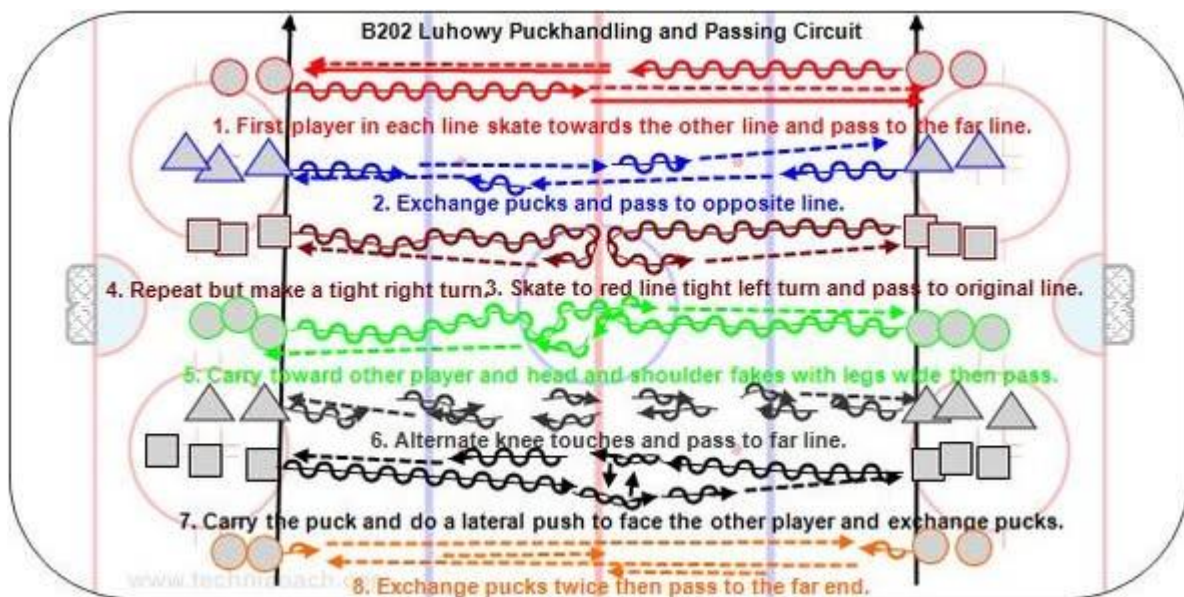 B202 Luhowy Puckhandling and Passing Circuit
1. First player in each line skate towards the other line and pass to the far line.
2. Exchange pucks and pass to opposite line.
4. Repeat but make a tight right turn.
3. Skate to red line tight left turn and pass to original line.
5. Carry toward other player and head and shoulder fakes with legs wide then pass.
6. Alternate knee touches and pass to far line.
7. Carry the puck and do a lateral push to face the other player and exchange pucks.
8. Exchange pucks twice then pass to the far end.